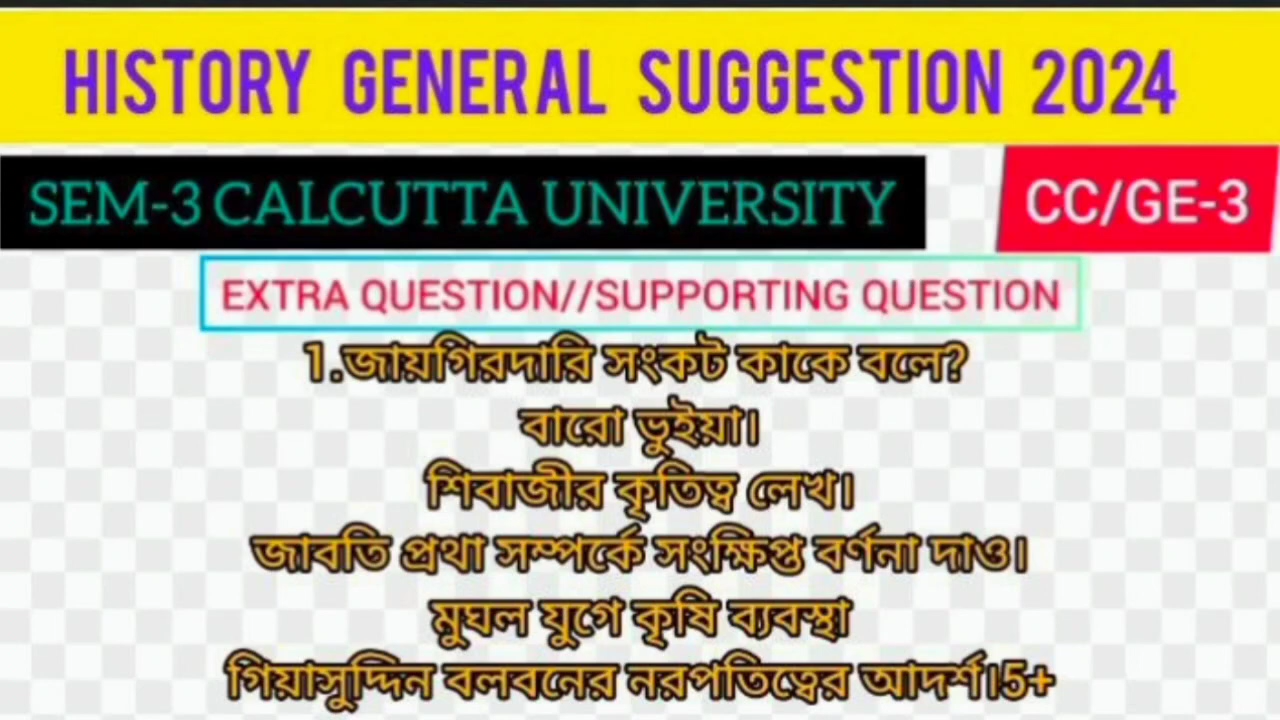 HISTORY GENERAL SUGGESTION 2024
SEM-3 CALCUTTA UNIVERSITY
CC/GE-3
EXTRA QUESTION//SUPPORTING QUESTION
1.জায়গিরদারি সংকট কাকে বলে?
বারো ভুইয়া।
শিবাজীর কৃতিত্ব লেখ।
জাবতি প্রথা সম্পর্কে সংক্ষিপ্ত বর্ণনা দাও।
মুঘল যুগে কৃষি ব্যবস্থা
গিয়াসুদ্দিন বলবনের নরপতিত্বের আদর্শ।5+